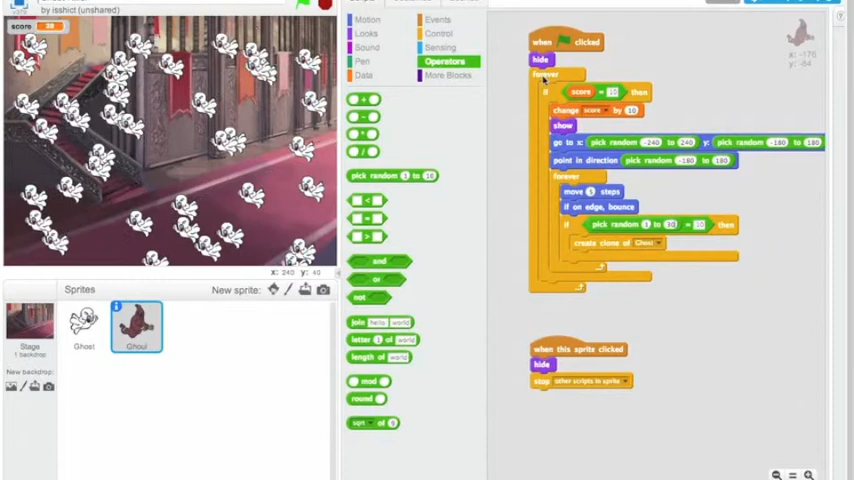 by isshict (unshared)
score 38
x: 240 y: 40
Sprites
New sprite:
Ghost
Ghoul
Stage
1 backdrop
New backdrop:
Motion
Looks
Sound
Pen
Data
Events
Control
Sensing
Operators
More Blocks
+
-
*
/
pick random 1 to 10
<
=
>
and
or
not
join hello world
letter 1 of world
length of world
mod
round
sqrt of 9
when clicked
hide
forever
if score = 10 then
change score by 10
show
go to x: pick random -240 to 240 y: pick random -180 to 180
point in direction pick random -180 to 180
forever
move 5 steps
if on edge, bounce
if pick random 1 to 30 = 10 then
create clone of Ghost
when this sprite clicked
hide
stop other scripts in sprite
x: -176
y: -84